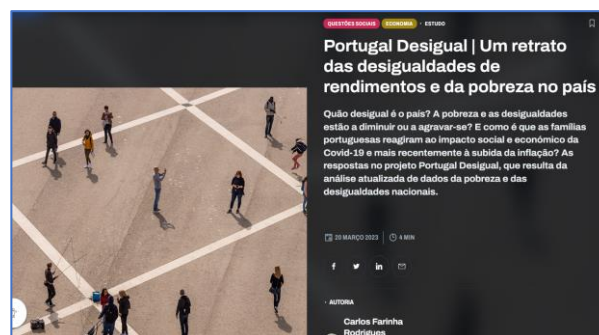 QUESTÕES SOCIAIS ECONOMIA • ESTUDO
Portugal Desigual | Um retrato
das desigualdades de
rendimentos e da pobreza no país
Quão desigual é o país? A pobreza e as desigualdades
estão a diminuir ou a agravar-se? E como é que as famílias
portuguesas reagiram ao impacto social e económico da
Covid-19 e mais recentemente à subida da inflação? As
respostas no projeto Portugal Desigual, que resulta da
análise atualizada de dados da pobreza e das
desigualdades nacionais.
20 MARÇO 2023 4 MIN
• AUTORIA
Carlos Farinha
Rodrigues